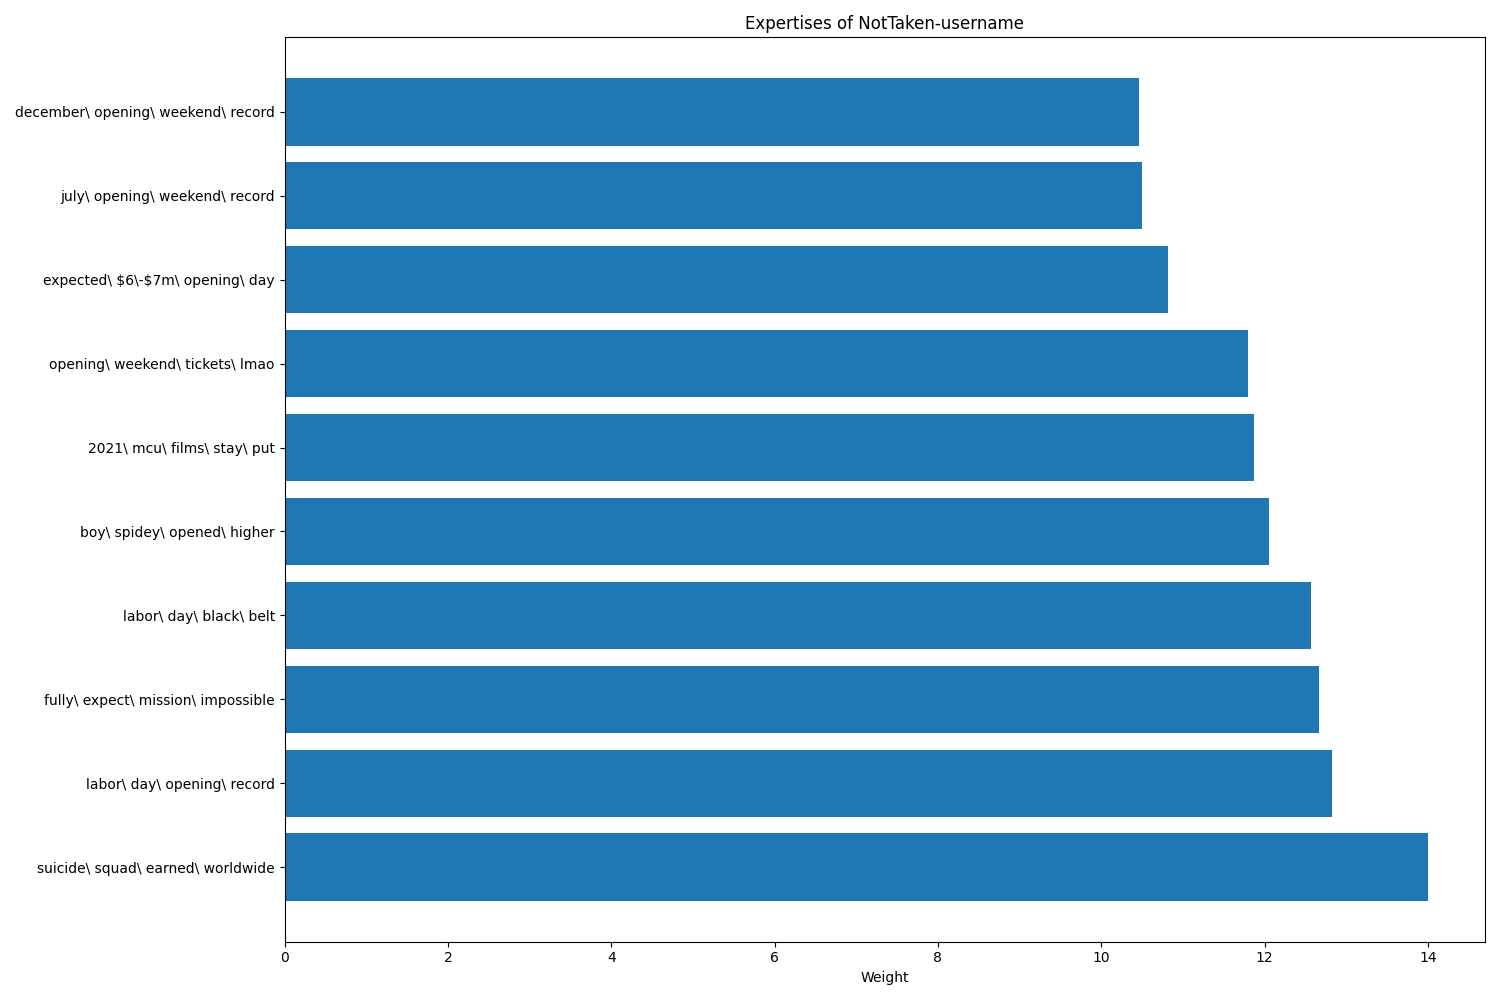 Expertises of NotTaken-username
december\ opening\ weekend\ record
july\ opening\ weekend\ record
expected\ $6\-$7m\ opening\ day
opening\ weekend\ tickets\ lmao
2021\ mcu\ films\ stay\ put
boy\ spidey\ opened\ higher
labor\ day\ black\ belt
fully\ expect\ mission\ impossible
labor\ day\ opening\ record
suicide\ squad\ earned\ worldwide
0 2 4 6 8 10 12 14
Weight